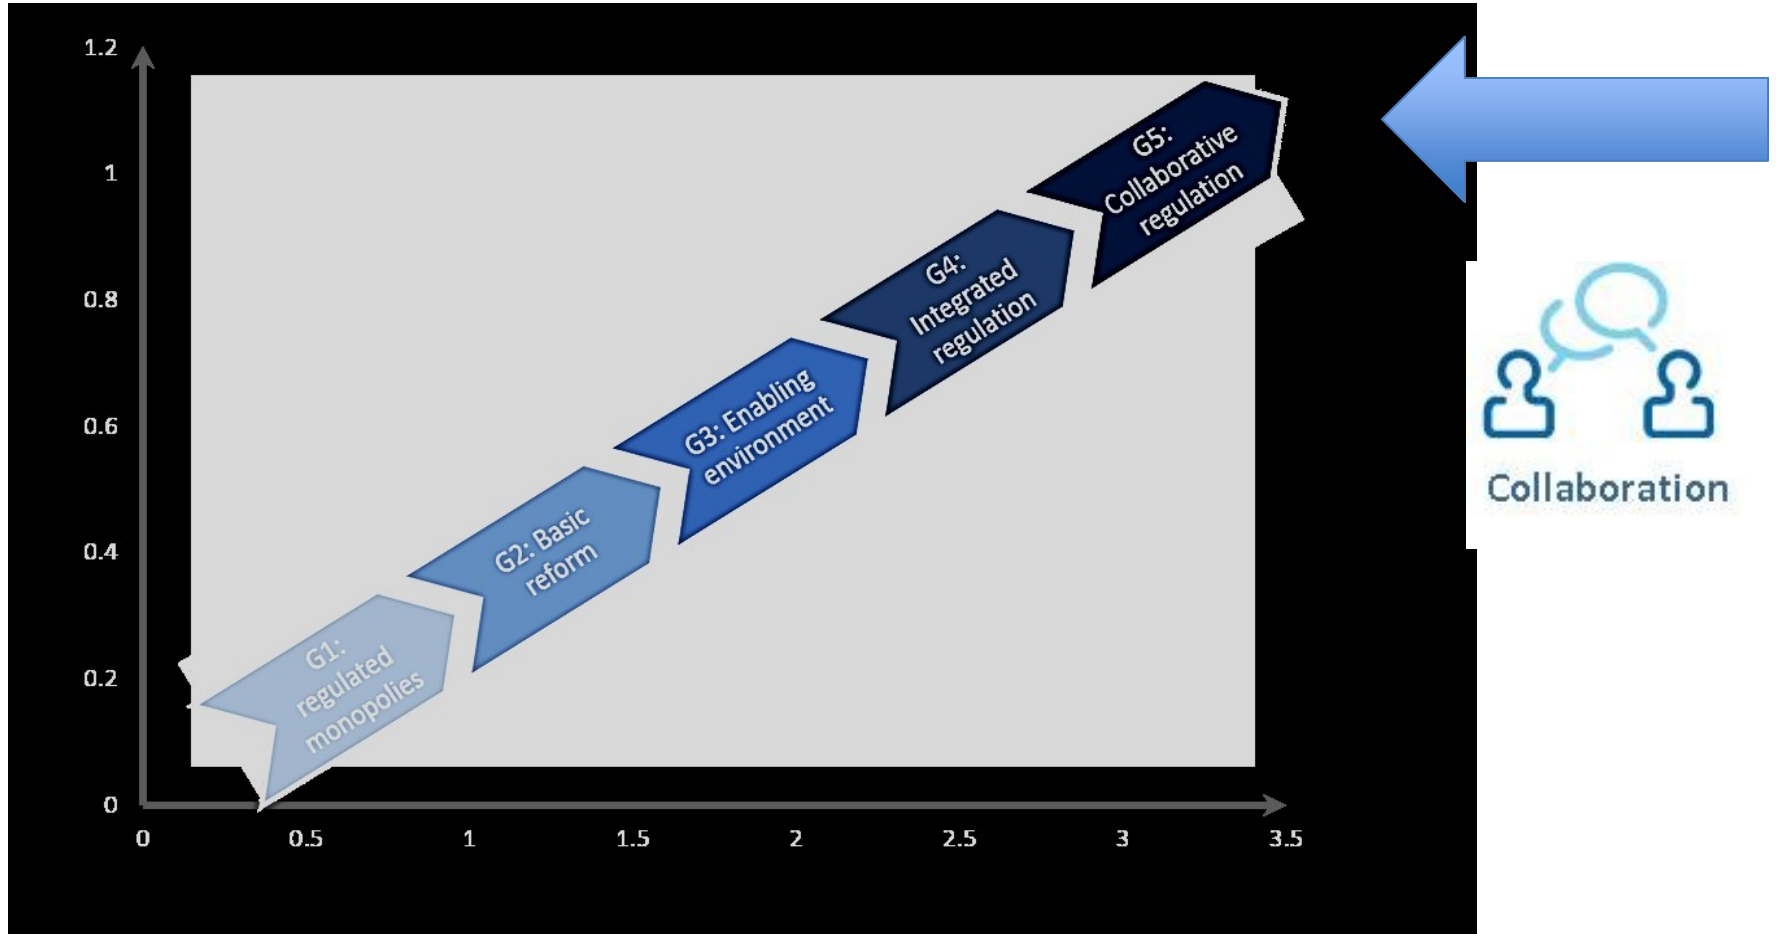 1.2
1
0.8
0.6
0.4
0.2
0
0
0.5
1
1.5
2
2.5
3
3.5
G1:
regulated
monopolies
G2: Basic
reform
G3: Enabling
environment
G4:
Integrated
regulation
G5:
Collaborative
regulation
Collaboration